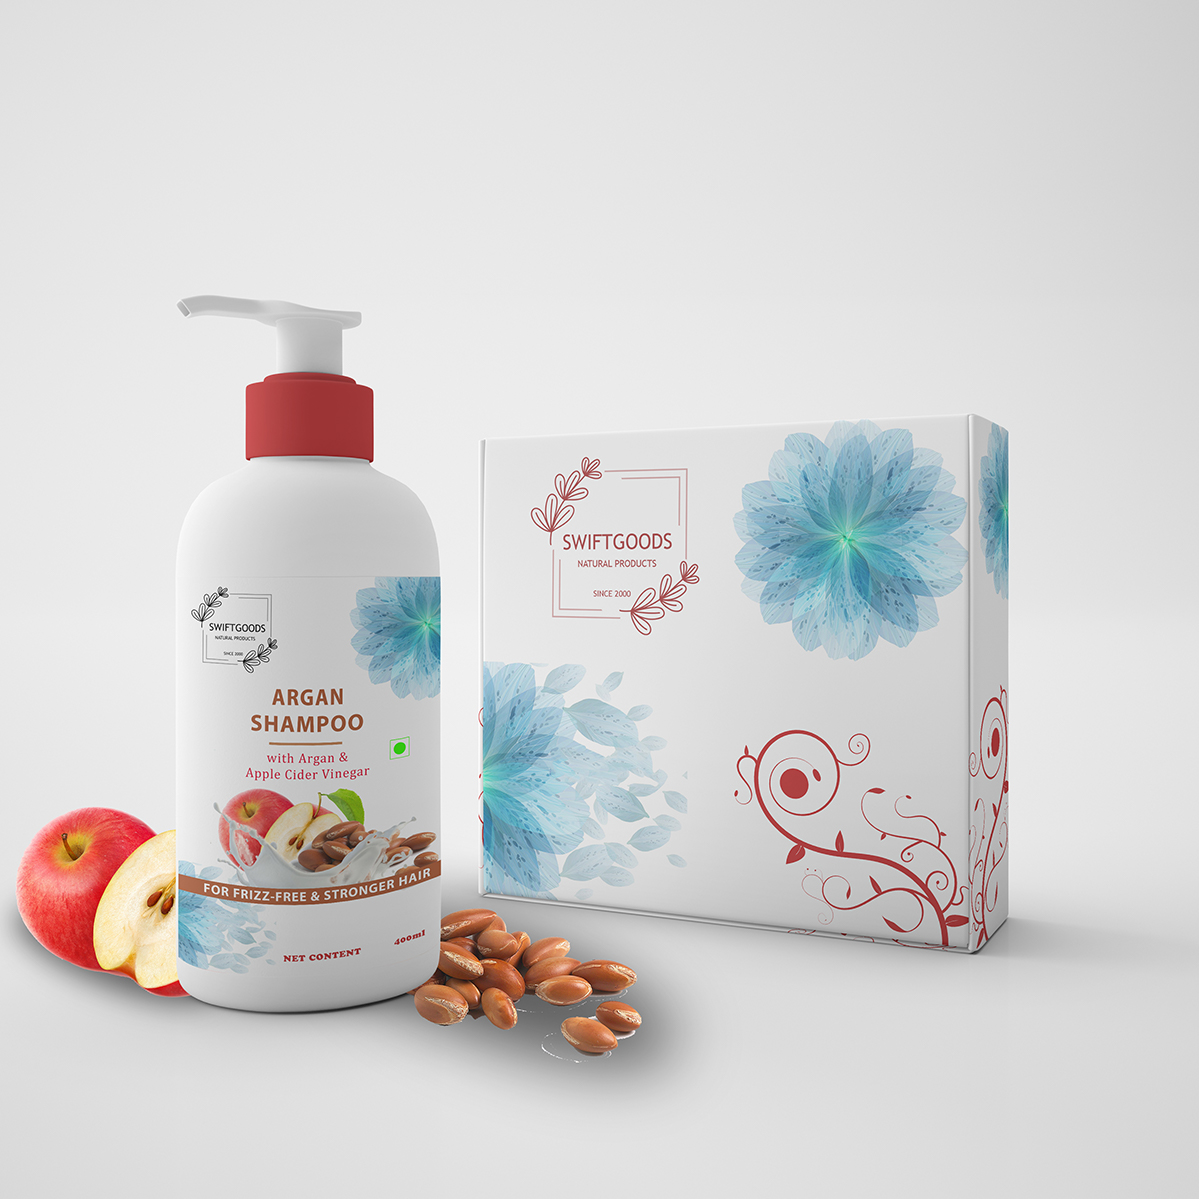 SWIFTGOODS
NATURAL PRODUCTS
SINCE 2000
ARGAN
SHAMPOO
with Argan &
Apple Cider Vinegar
FOR FRIZZ-FREE & STRONGER HAIR
NET CONTENT 400ml
SWIFTGOODS
NATURAL PRODUCTS
SINCE 2000